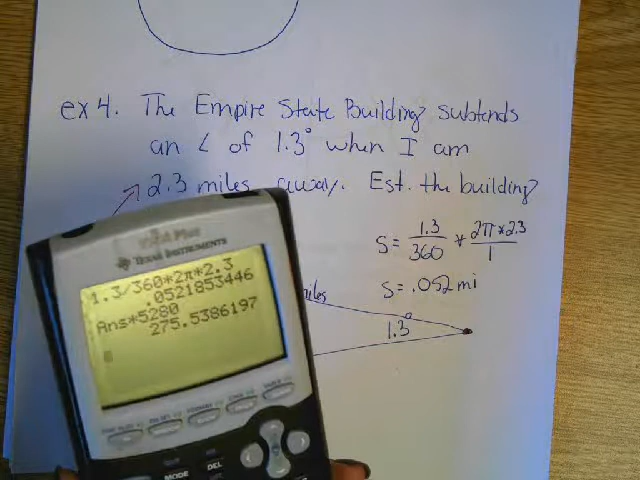 ex 4. The Empire State Building subtends
an ∠ of 1.3° when I am
2.3 miles away. Est. the building
S = 1.3/360 * 2π*2.3/1
S = .052 mi
miles
1.3°
TEXAS INSTRUMENTS
1.3/360*2π*2.3
.0521853446
Ans*5280
275.5386197
MODE
DEL